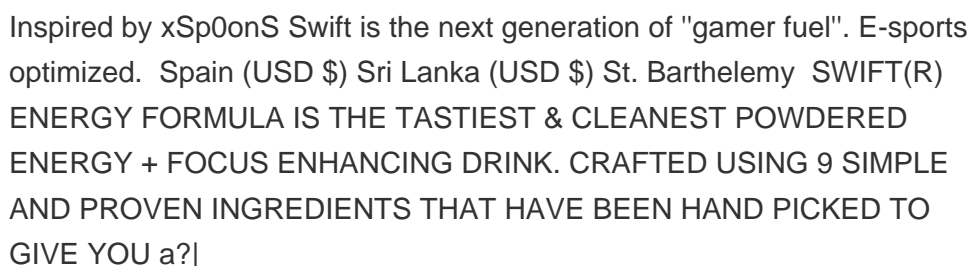 Inspired by xSp0onS Swift is the next generation of "gamer fuel". E-sports
optimized.  Spain (USD $) Sri Lanka (USD $) St. Barthelemy  SWIFT(R)
ENERGY FORMULA IS THE TASTIEST & CLEANEST POWDERED
ENERGY + FOCUS ENHANCING DRINK. CRAFTED USING 9 SIMPLE
AND PROVEN INGREDIENTS THAT HAVE BEEN HAND PICKED TO
GIVE YOU a?|